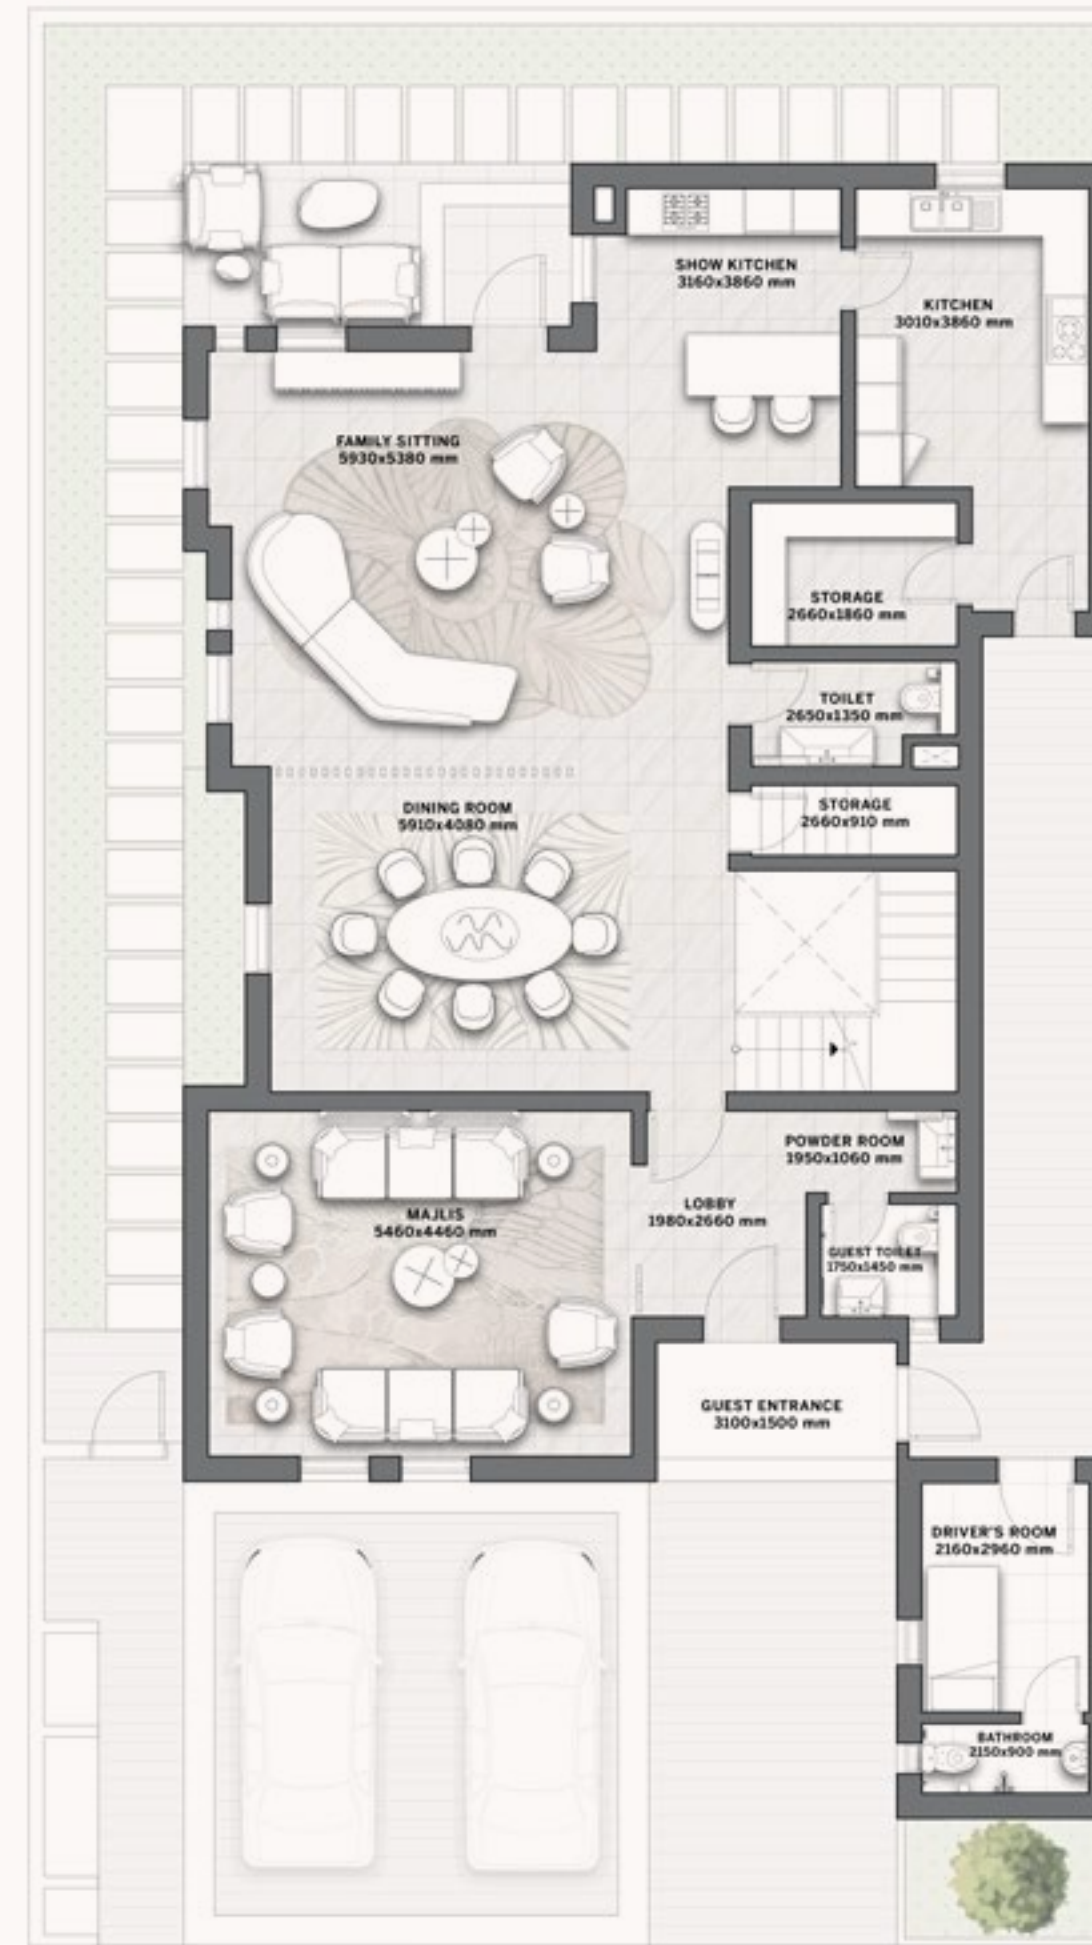 SHOW KITCHEN
3160x3860 mm
KITCHEN
3010x3860 mm
FAMILY SITTING
5930x5380 mm
STORAGE
2660x1860 mm
TOILET
2650x1350 mm
STORAGE
2660x910 mm
DINING ROOM
5910x4080 mm
POWDER ROOM
1950x1060 mm
LOBBY
1980x2660 mm
MAJLIS
5460x4460 mm
GUEST TOILET
1750x1450 mm
GUEST ENTRANCE
3100x1500 mm
DRIVER'S ROOM
2160x2960 mm
BATHROOM
2150x900 mm